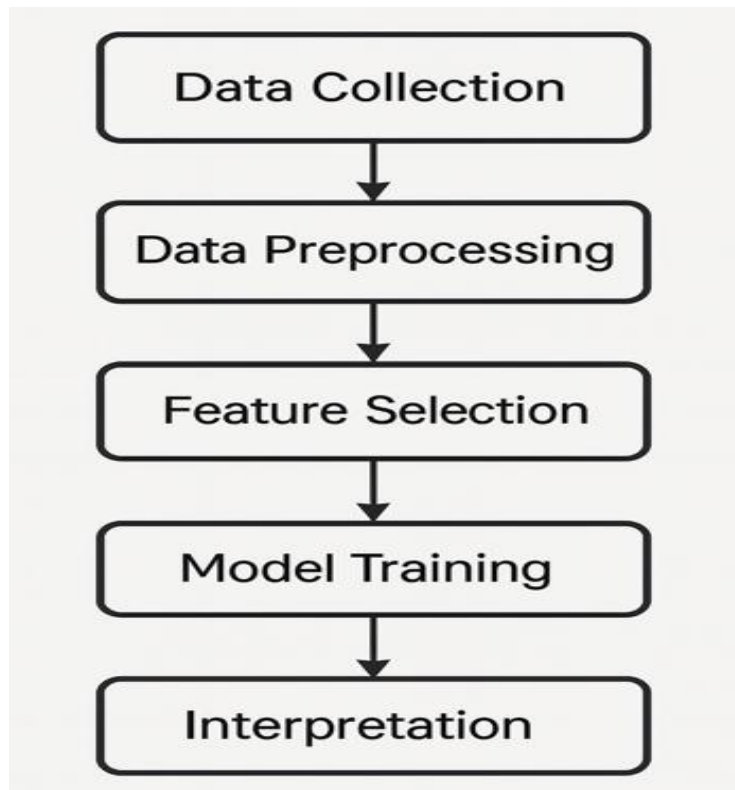 Data Collection
Data Preprocessing
Feature Selection
Model Training
Interpretation